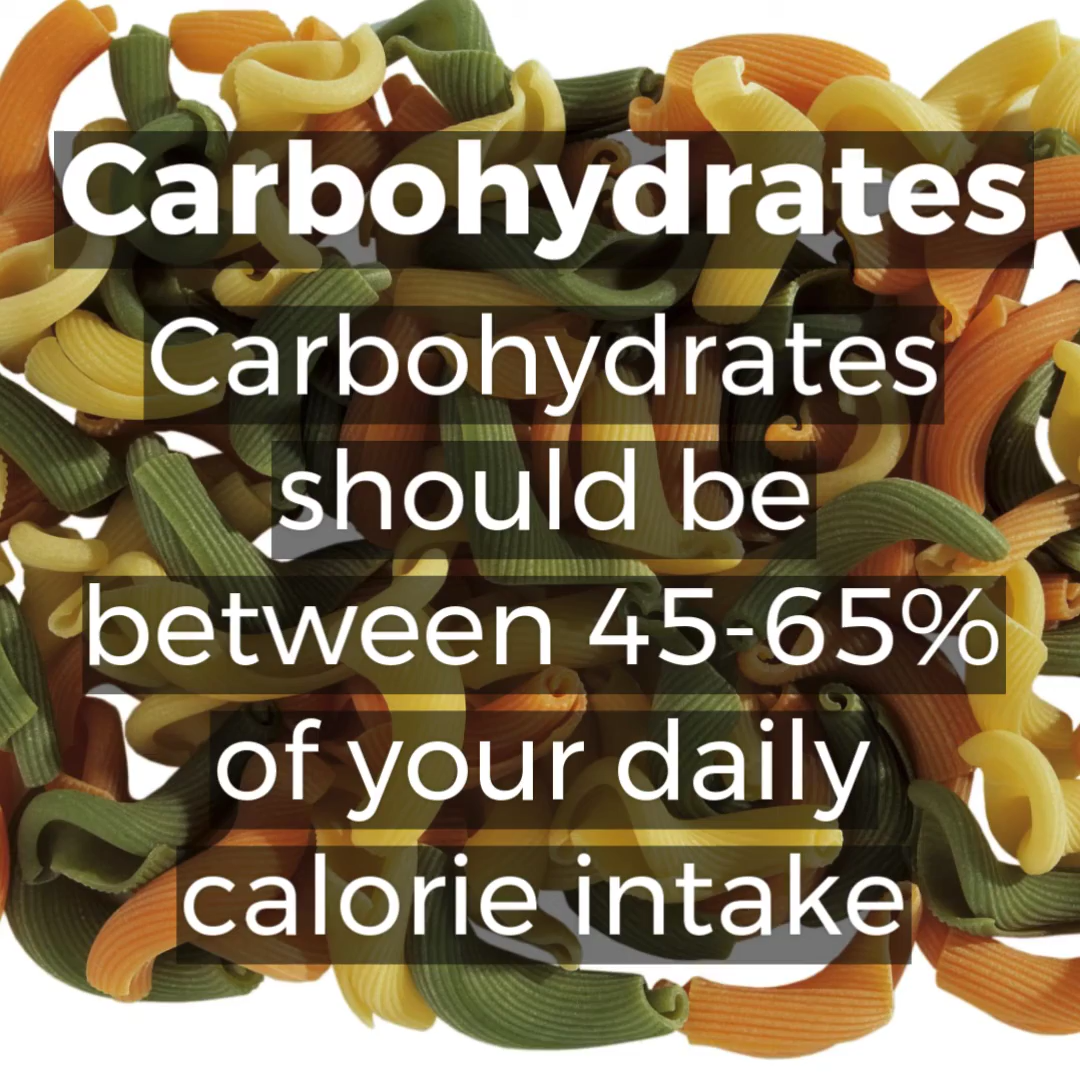 Carbohydrates
Carbohydrates
should be
between 45-65%
of your daily
calorie intake